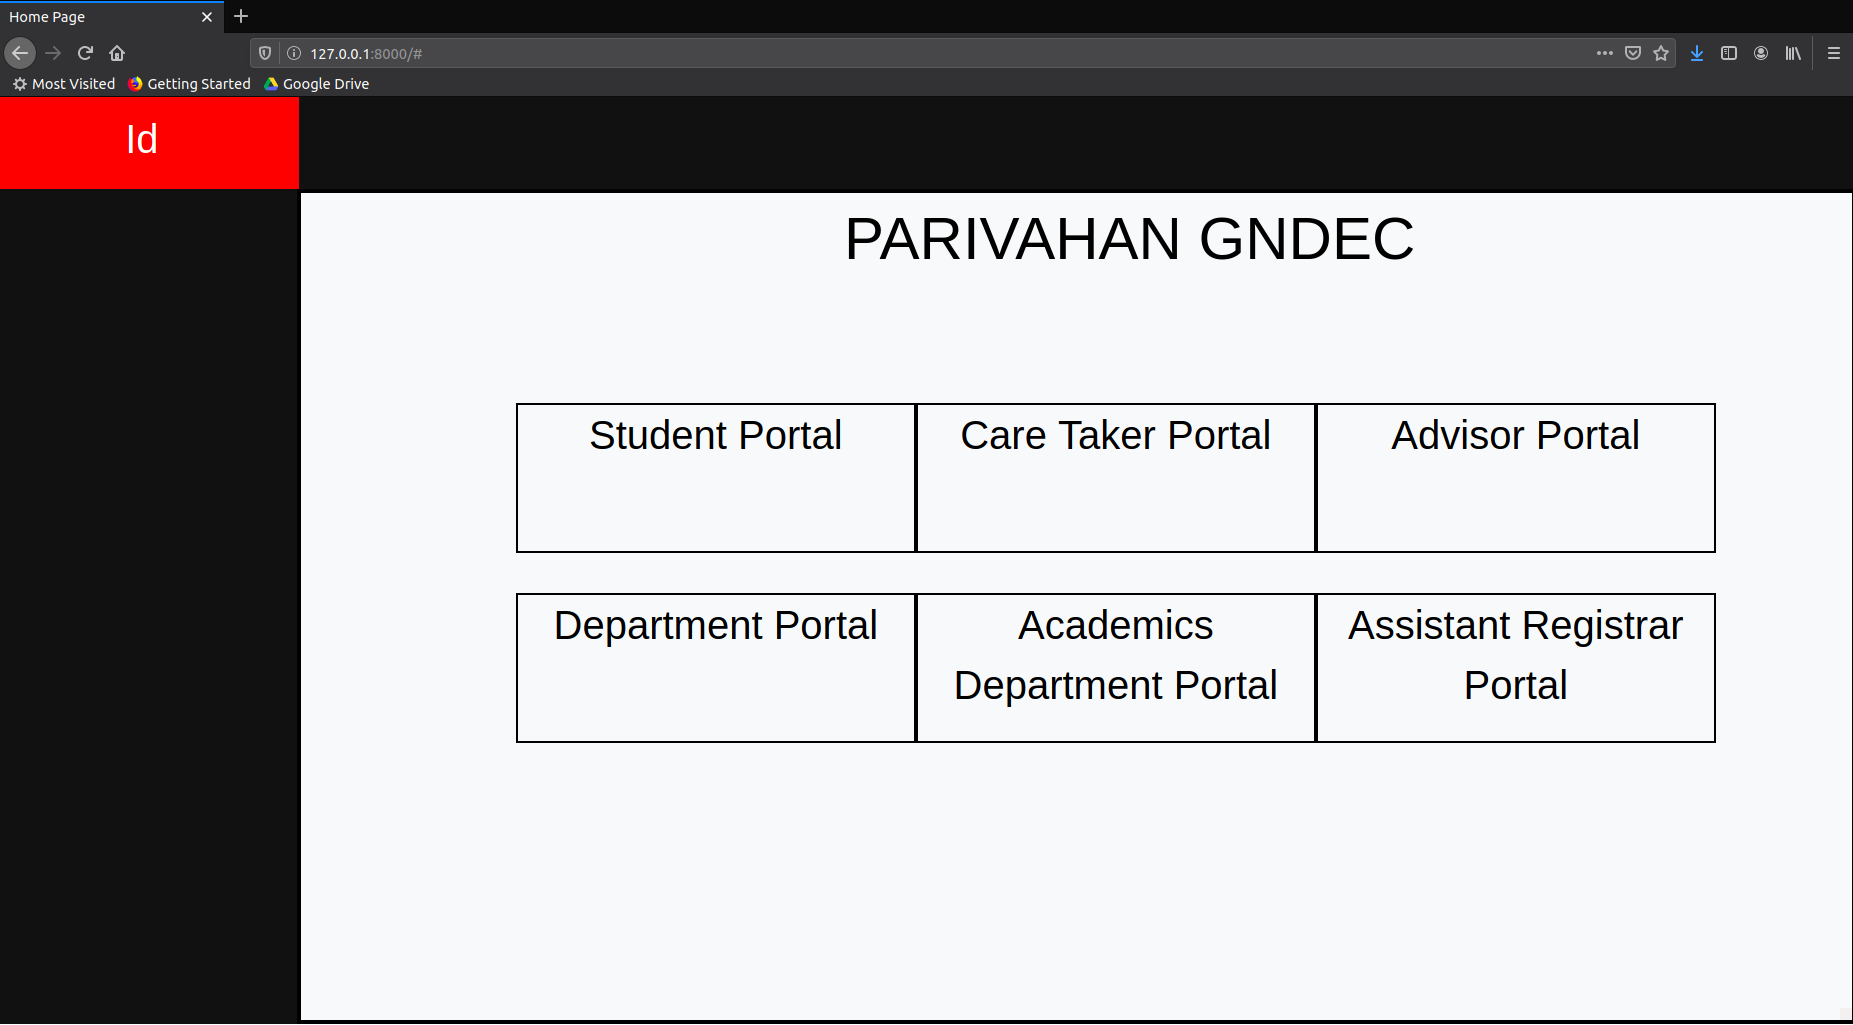 Home Page
127.0.0.1:8000/#
Most Visited Getting Started Google Drive
Id
PARIVAHAN GNDEC
Student Portal
Care Taker Portal
Advisor Portal
Department Portal
Academics
Department Portal
Assistant Registrar
Portal